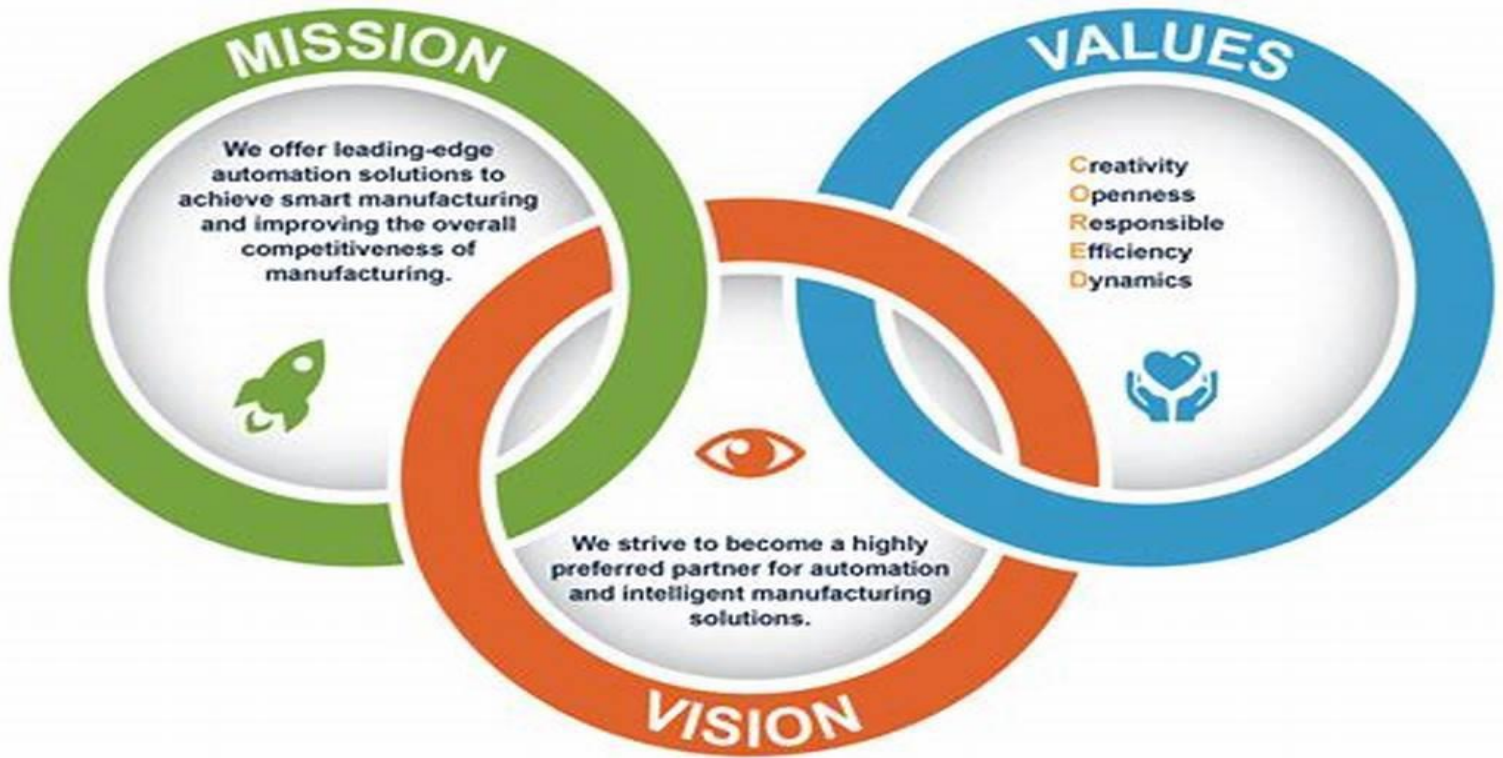 MISSION
We offer leading-edge
automation solutions to
achieve smart manufacturing
and improving the overall
competitiveness of
manufacturing.
VALUES
Creativity
Openness
Responsible
Efficiency
Dynamics
We strive to become a highly
preferred partner for automation
and intelligent manufacturing
solutions.
VISION